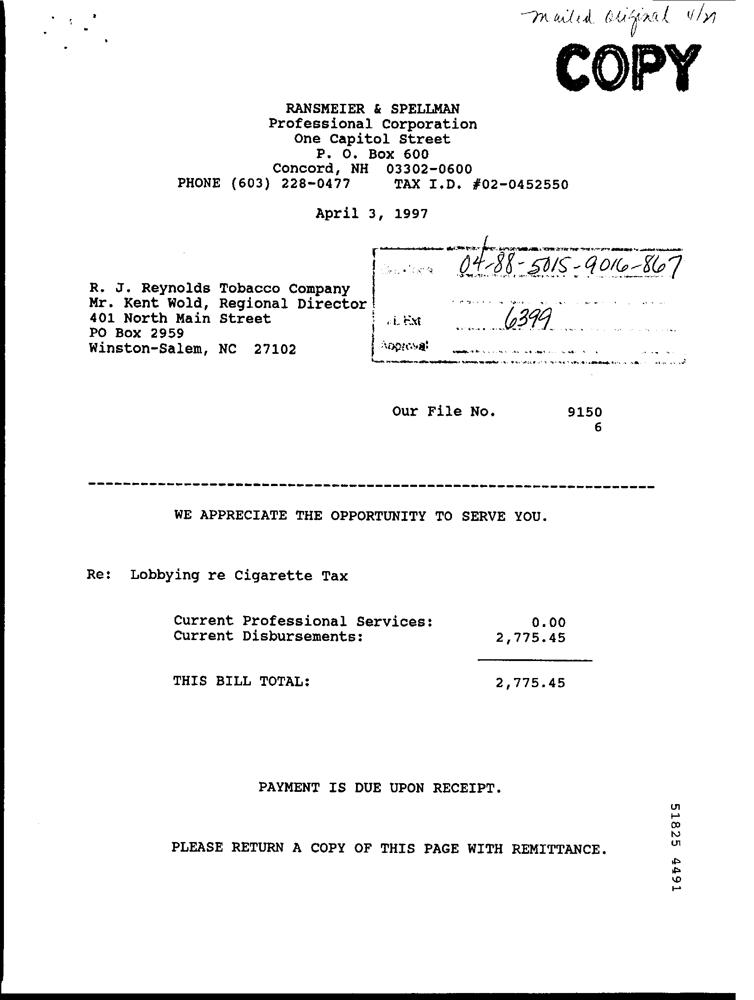 mailed original 4/21
COPY
RANSMEIER & SPELLMAN
Professional Corporation
One Capitol Street
P. O. Box 600
Concord, NH 03302-0600
PHONE (603) 228-0477 TAX I.D. #02-0452550
April 3, 1997
04-88-5015-9016-867
R. J. Reynolds Tobacco Company
Mr. Kent Wold, Regional Director
401 North Main Street
PO Box 2959
Winston-Salem, NC 27102
Ext 6399
Approval
Our File No. 9150
6
WE APPRECIATE THE OPPORTUNITY TO SERVE YOU.
Re: Lobbying re Cigarette Tax
Current Professional Services: 0.00
Current Disbursements: 2,775.45
THIS BILL TOTAL: 2,775.45
PAYMENT IS DUE UPON RECEIPT.
PLEASE RETURN A COPY OF THIS PAGE WITH REMITTANCE.
51825 4491